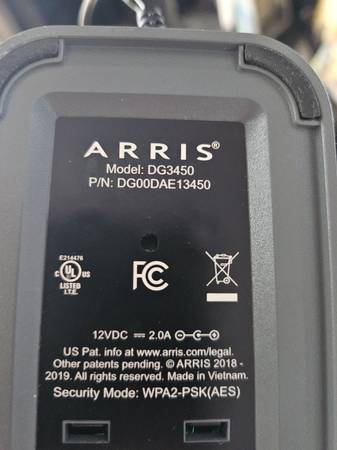 ARRIS®
Model: DG3450
P/N: DG00DAE13450
E214476
C UL US
LISTED
I.T.E.
FC
12VDC ⎓ 2.0A
US Pat. info at www.arris.com/legal.
Other patents pending. © ARRIS 2018 -
2019. All rights reserved. Made in Vietnam.
Security Mode: WPA2-PSK(AES)